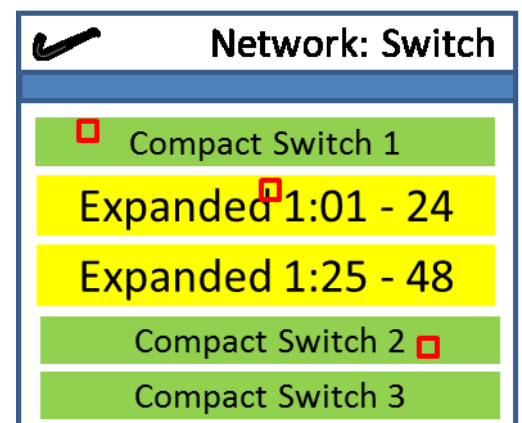 Network: Switch
Compact Switch 1
Expanded 1:01 - 24
Expanded 1:25 - 48
Compact Switch 2
Compact Switch 3